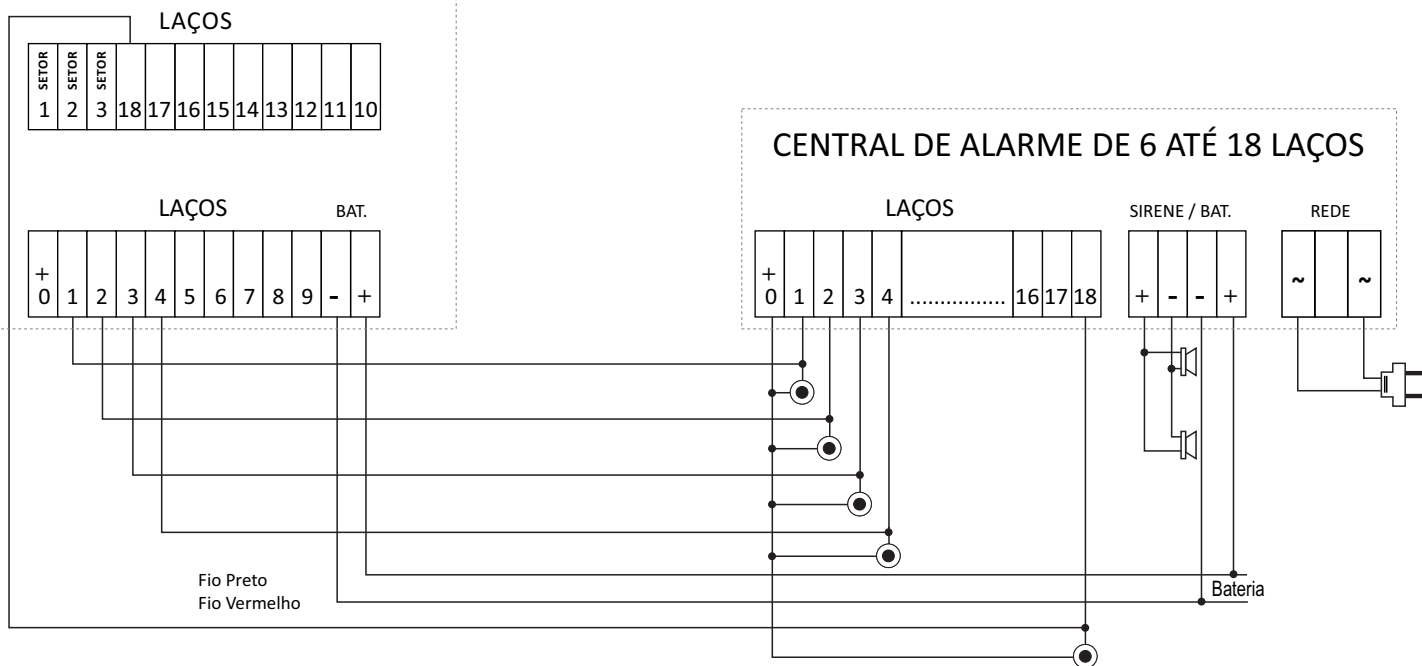 LAÇOS
SETOR SETOR SETOR
1 2 3 18 17 16 15 14 13 12 11 10
LAÇOS BAT.
+
0 1 2 3 4 5 6 7 8 9 - +
CENTRAL DE ALARME DE 6 ATÉ 18 LAÇOS
LAÇOS SIRENE / BAT. REDE
+ ~ ~
0 1 2 3 4 ................ 16 17 18 + - - +
Fio Preto
Fio Vermelho
Bateria